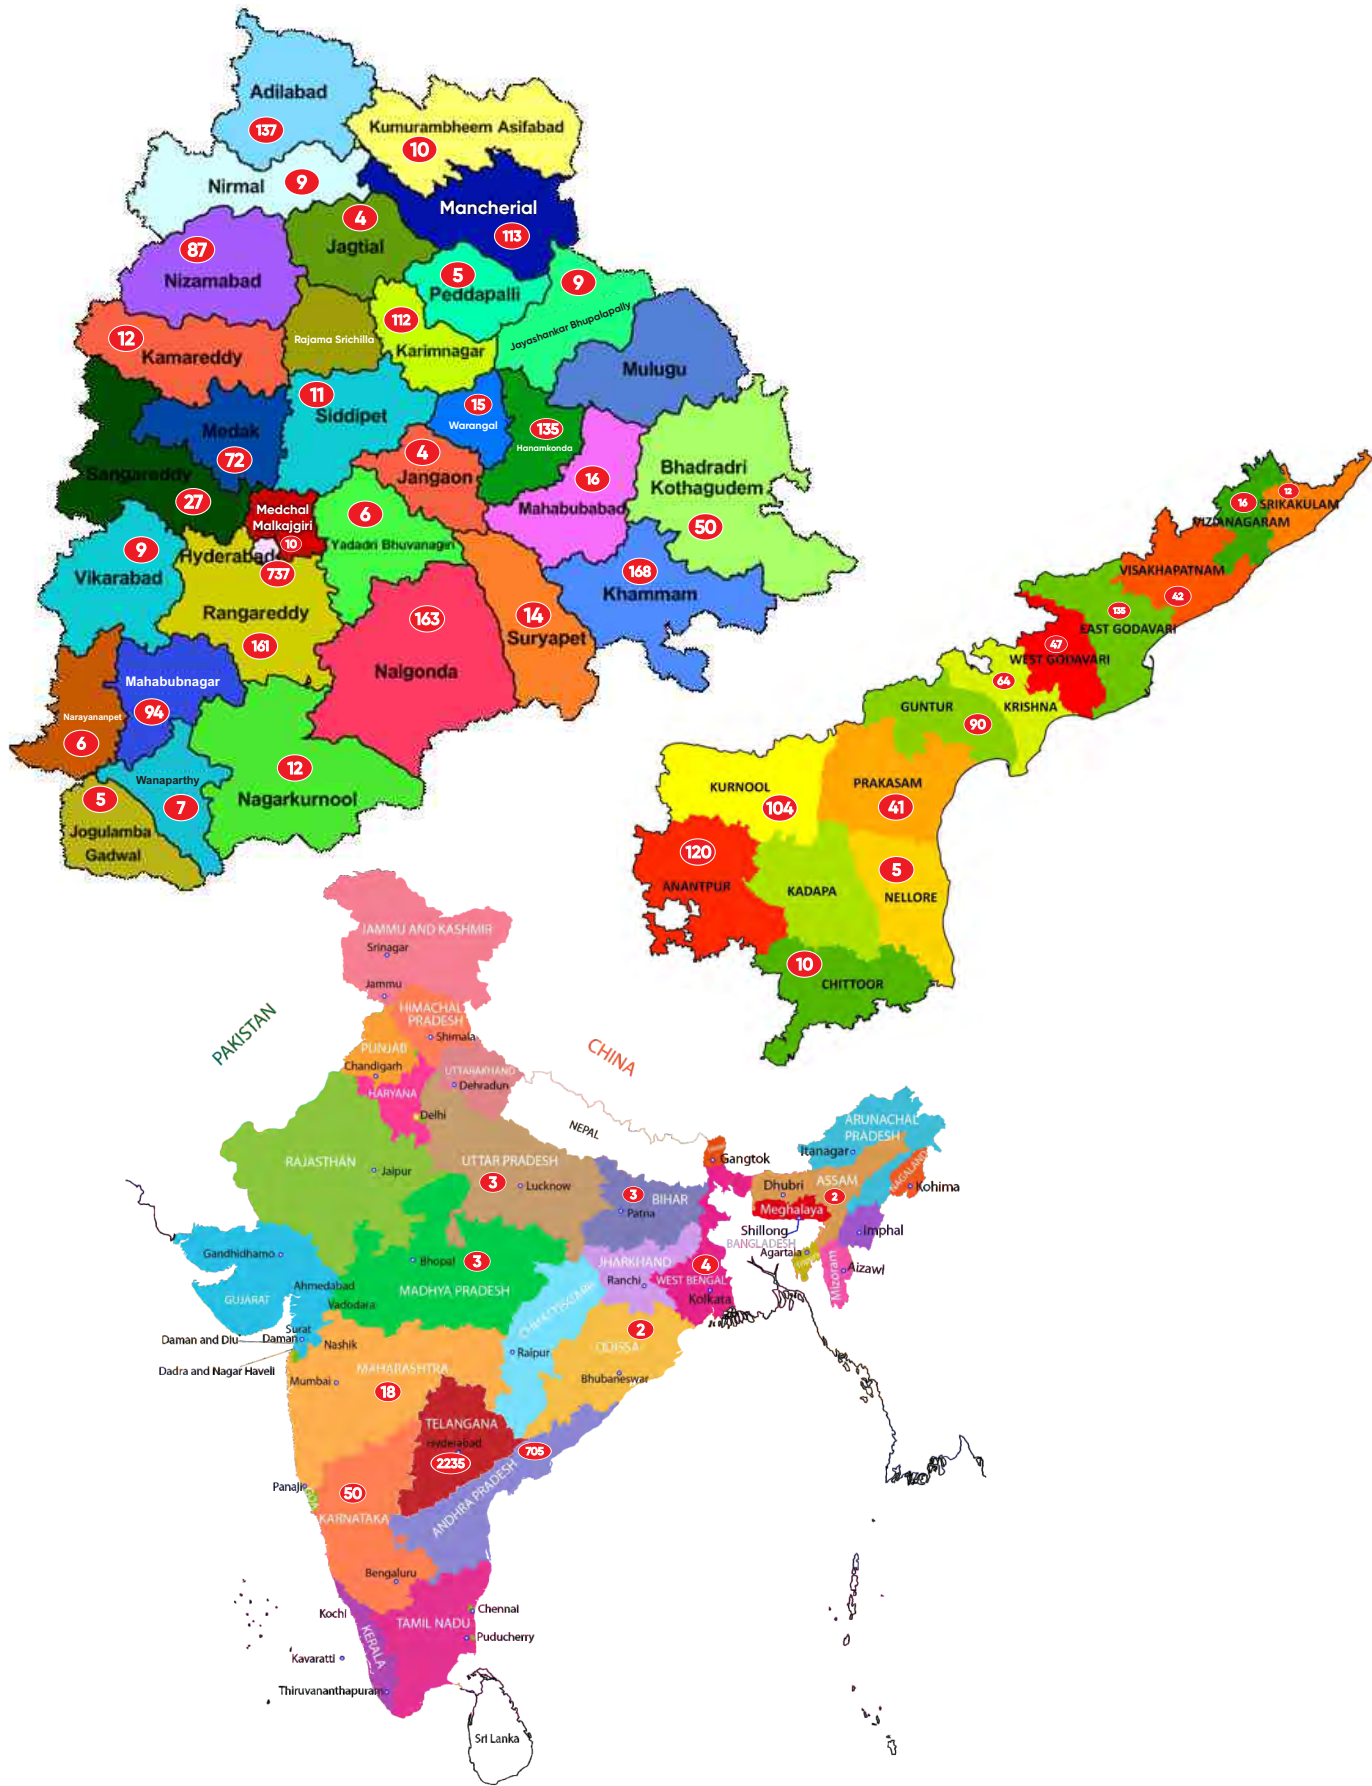 Adilabad
137
Kumurambheem Asifabad
10
Nirmal 9
Mancherial
113
4
Jagtial
87
Nizamabad
5
Peddapalli
9
Jayashankar Bhupalapally
12
Kamareddy
Rajama Srichilla
112
Karimnagar
Mulugu
11
Siddipet
15
Warangal
135
Hanamkonda
Medak
72
Sangareddy
27
4
Jangaon
16
Mahabubabad
Bhadradri
Kothagudem
50
Medchal
Malkajgiri
10
6
Yadadri Bhuvanagiri
9
Vikarabad
Hyderabad
737
Rangareddy
161
168
Khammam
163
Nalgonda
14
Suryapet
Mahabubnagar
94
Narayananpet
6
Wanaparthy
7
12
Nagarkurnool
5
Jogulamba
Gadwal
12
SRIKAKULAM
16
VIZIANAGARAM
VISAKHAPATNAM
42
135
EAST GODAVARI
47
WEST GODAVARI
64
KRISHNA
GUNTUR
90
KURNOOL
104
PRAKASAM
41
120
ANANTPUR
KADAPA
5
NELLORE
10
CHITTOOR
JAMMU AND KASHMIR
Srinagar
Jammu
HIMACHAL
PRADESH
Shimala
PAKISTAN
CHINA
PUNJAB
Chandigarh
UTTARAKHAND
Dehradun
HARYANA
Delhi
NEPAL
RAJASTHAN
Jaipur
UTTAR PRADESH
3
Lucknow
3
BIHAR
Patna
Gangtok
ARUNACHAL
PRADESH
Itanagar
ASSAM
2
Dhubri
NAGALAND
Kohima
Meghalaya
Shillong
BANGLADESH
Imphal
Agartala
Mizoram
Aizawl
Gandhidhamo
GUJARAT
Ahmedabad
Vadodara
Bhopal
3
MADHYA PRADESH
JHARKHAND
Ranchi
4
WEST BENGAL
Kolkata
CHHATTISGARH
Raipur
2
ODISSA
Bhubaneswar
Surat
Daman and Diu
Daman
Dadra and Nagar Haveli
Nashik
Mumbai
MAHARASHTRA
18
TELANGANA
Hyderabad
2235
705
ANDHRA PRADESH
Panaji
GOA
50
KARNATAKA
Bengaluru
Kochi
KERALA
TAMIL NADU
Chennai
Puducherry
Kavaratti
Thiruvananthapuram
Sri Lanka